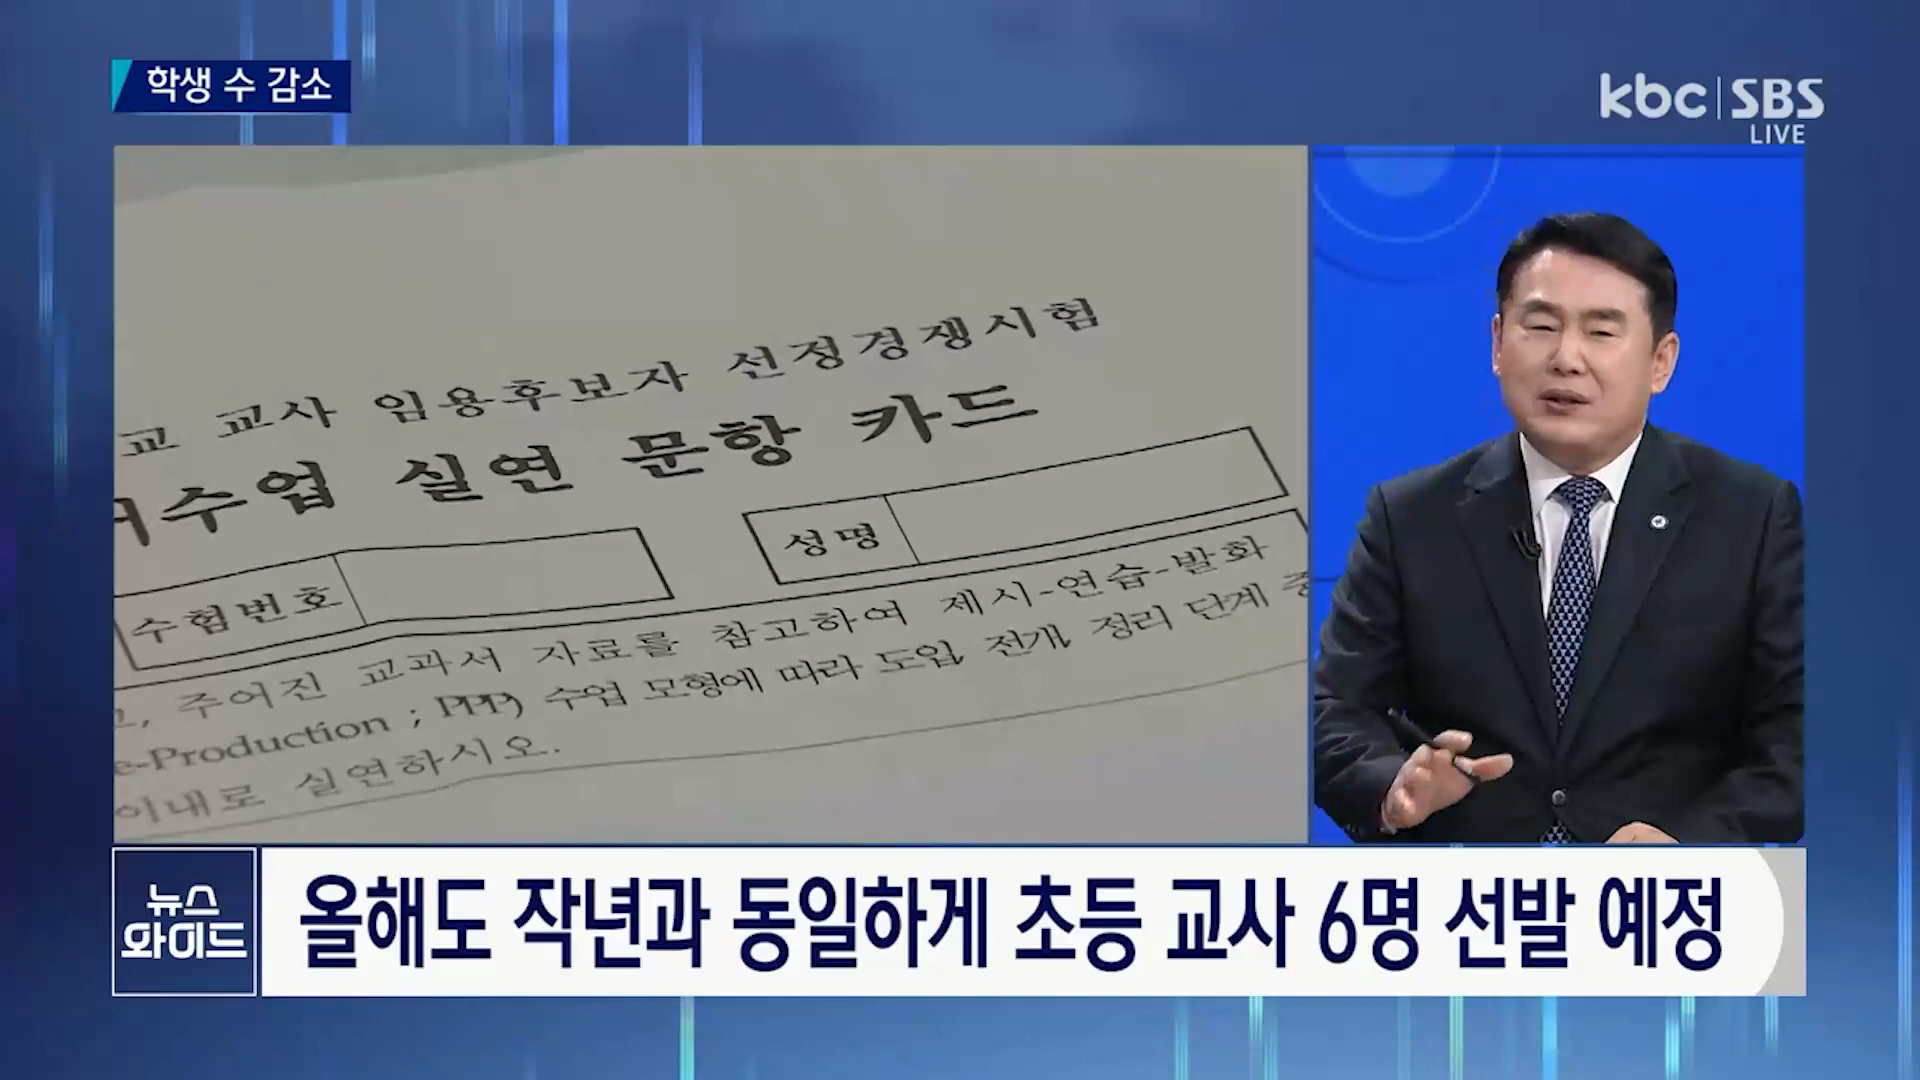 학생 수 감소
kbc SBS
LIVE
교 교사 임용후보자 선정경쟁시험
어수업 실연 문항 카드
수험번호
성명
고, 주어진 교과서 자료를 참고하여 제시-연습-발화
e-Production ; PPP) 수업 모형에 따라 도입, 전개, 정리 단계 중
이내로 실연하시오.
뉴스
와이드
올해도 작년과 동일하게 초등 교사 6명 선발 예정